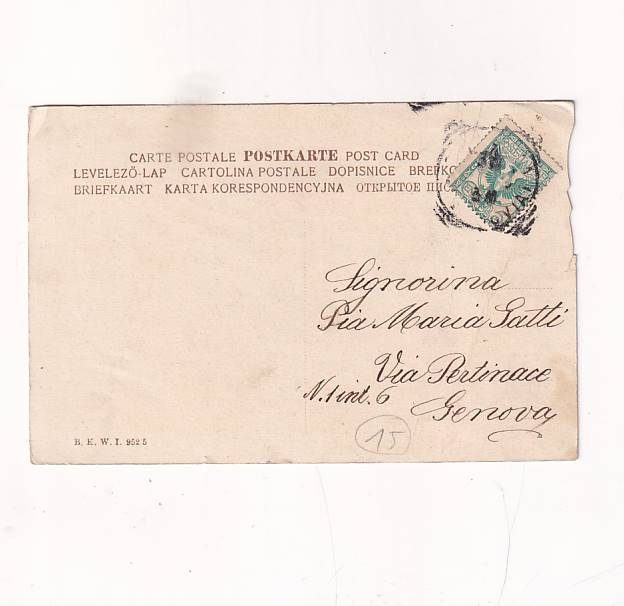 CARTE POSTALE POSTKARTE POST CARD
LEVELEZŐ-LAP CARTOLINA POSTALE DOPISNICE
BRIEFKAART KARTA KORESPONDENCYJNA ОТКРЫТОЕ
Signorina
Pia Maria Gatti
Via Pertinace
N. 1 int. 6
Genova
15
B. K. W. I. 952 5